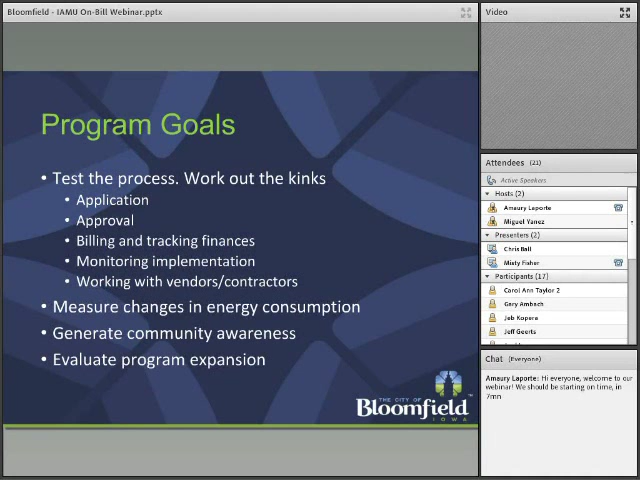 Bloomfield - IAMU On-Bill Webinar.pptx
Program Goals
• Test the process. Work out the kinks
• Application
• Approval
• Billing and tracking finances
• Monitoring implementation
• Working with vendors/contractors
• Measure changes in energy consumption
• Generate community awareness
• Evaluate program expansion
THE CITY OF
Bloomfield
IOWA
Video
Attendees (21)
Active Speakers
Hosts (2)
Amaury Laporte
Miguel Yanez
Presenters (2)
Chris Ball
Misty Fisher
Participants (17)
Carol Ann Taylor 2
Gary Ambach
Jeb Kopera
Jeff Geerts
Chat (Everyone)
Amaury Laporte: Hi everyone, welcome to our
webinar! We should be starting on time, in
7mn